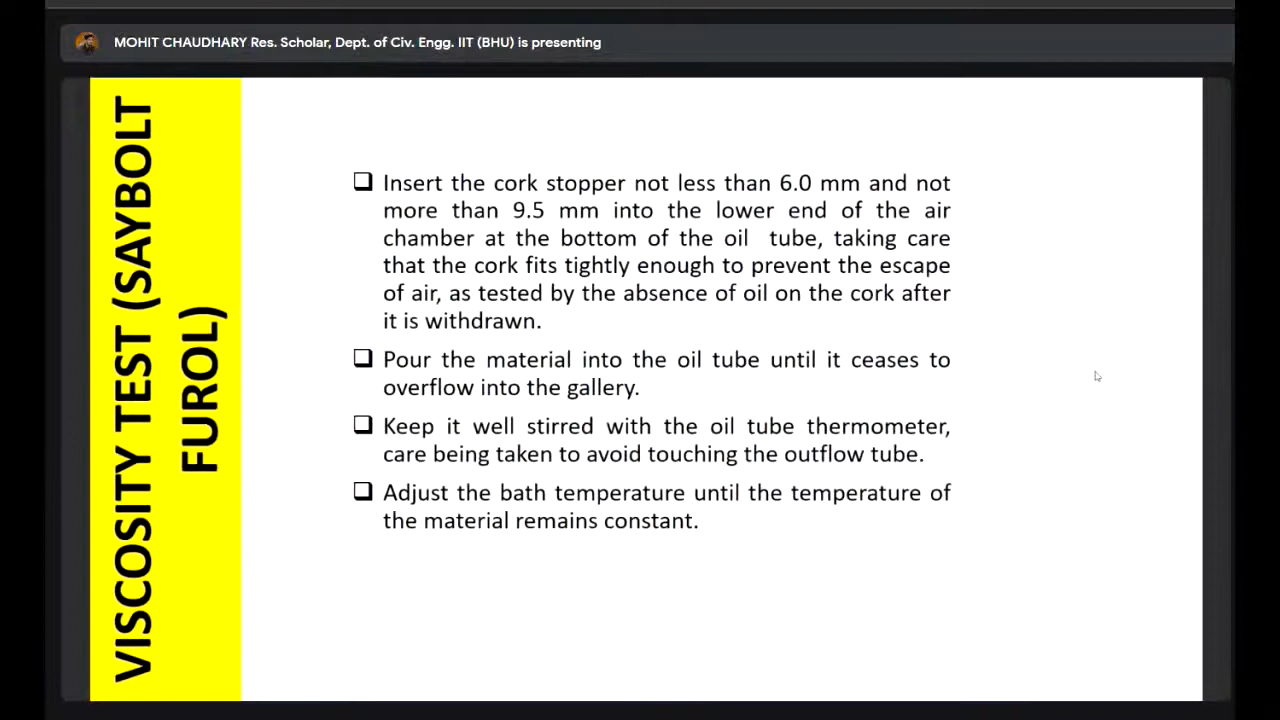 MOHIT CHAUDHARY Res. Scholar, Dept. of Civ. Engg. IIT (BHU) is presenting
VISCOSITY TEST (SAYBOLT
FUROL)
Insert the cork stopper not less than 6.0 mm and not
more than 9.5 mm into the lower end of the air
chamber at the bottom of the oil tube, taking care
that the cork fits tightly enough to prevent the escape
of air, as tested by the absence of oil on the cork after
it is withdrawn.
Pour the material into the oil tube until it ceases to
overflow into the gallery.
Keep it well stirred with the oil tube thermometer,
care being taken to avoid touching the outflow tube.
Adjust the bath temperature until the temperature of
the material remains constant.